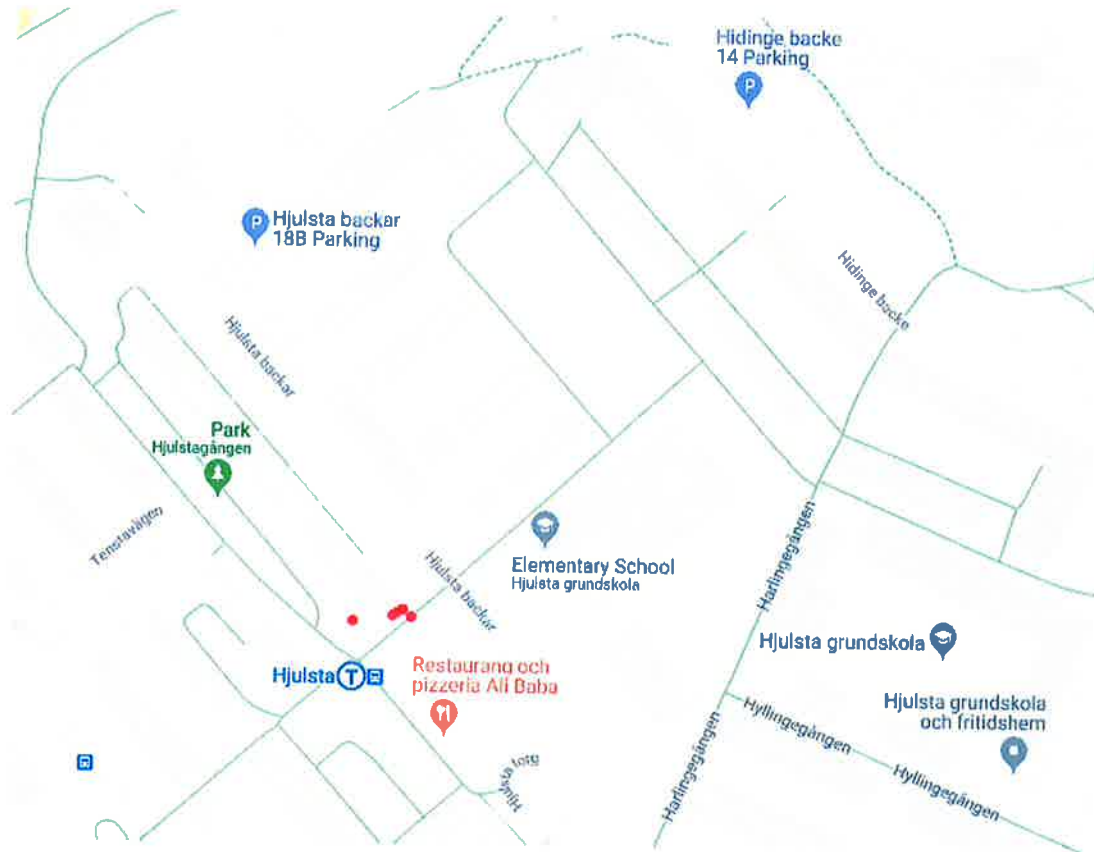 Hidinge backe
14 Parking
P
P
Hjulsta backar
18B Parking
Hidinge backe
Hjulsta backar
Park
Hjulstagången
Tenstavägen
Elementary School
Hjulsta grundskola
Hjulsta backar
Harlingegången
Hjulsta grundskola
Hjulsta
T
Restaurang och
pizzeria Ali Baba
Hjulsta grundskola
och fritidshem
Hyllingegången
Hyllingegången
Harlingegången
Hjulsta torg